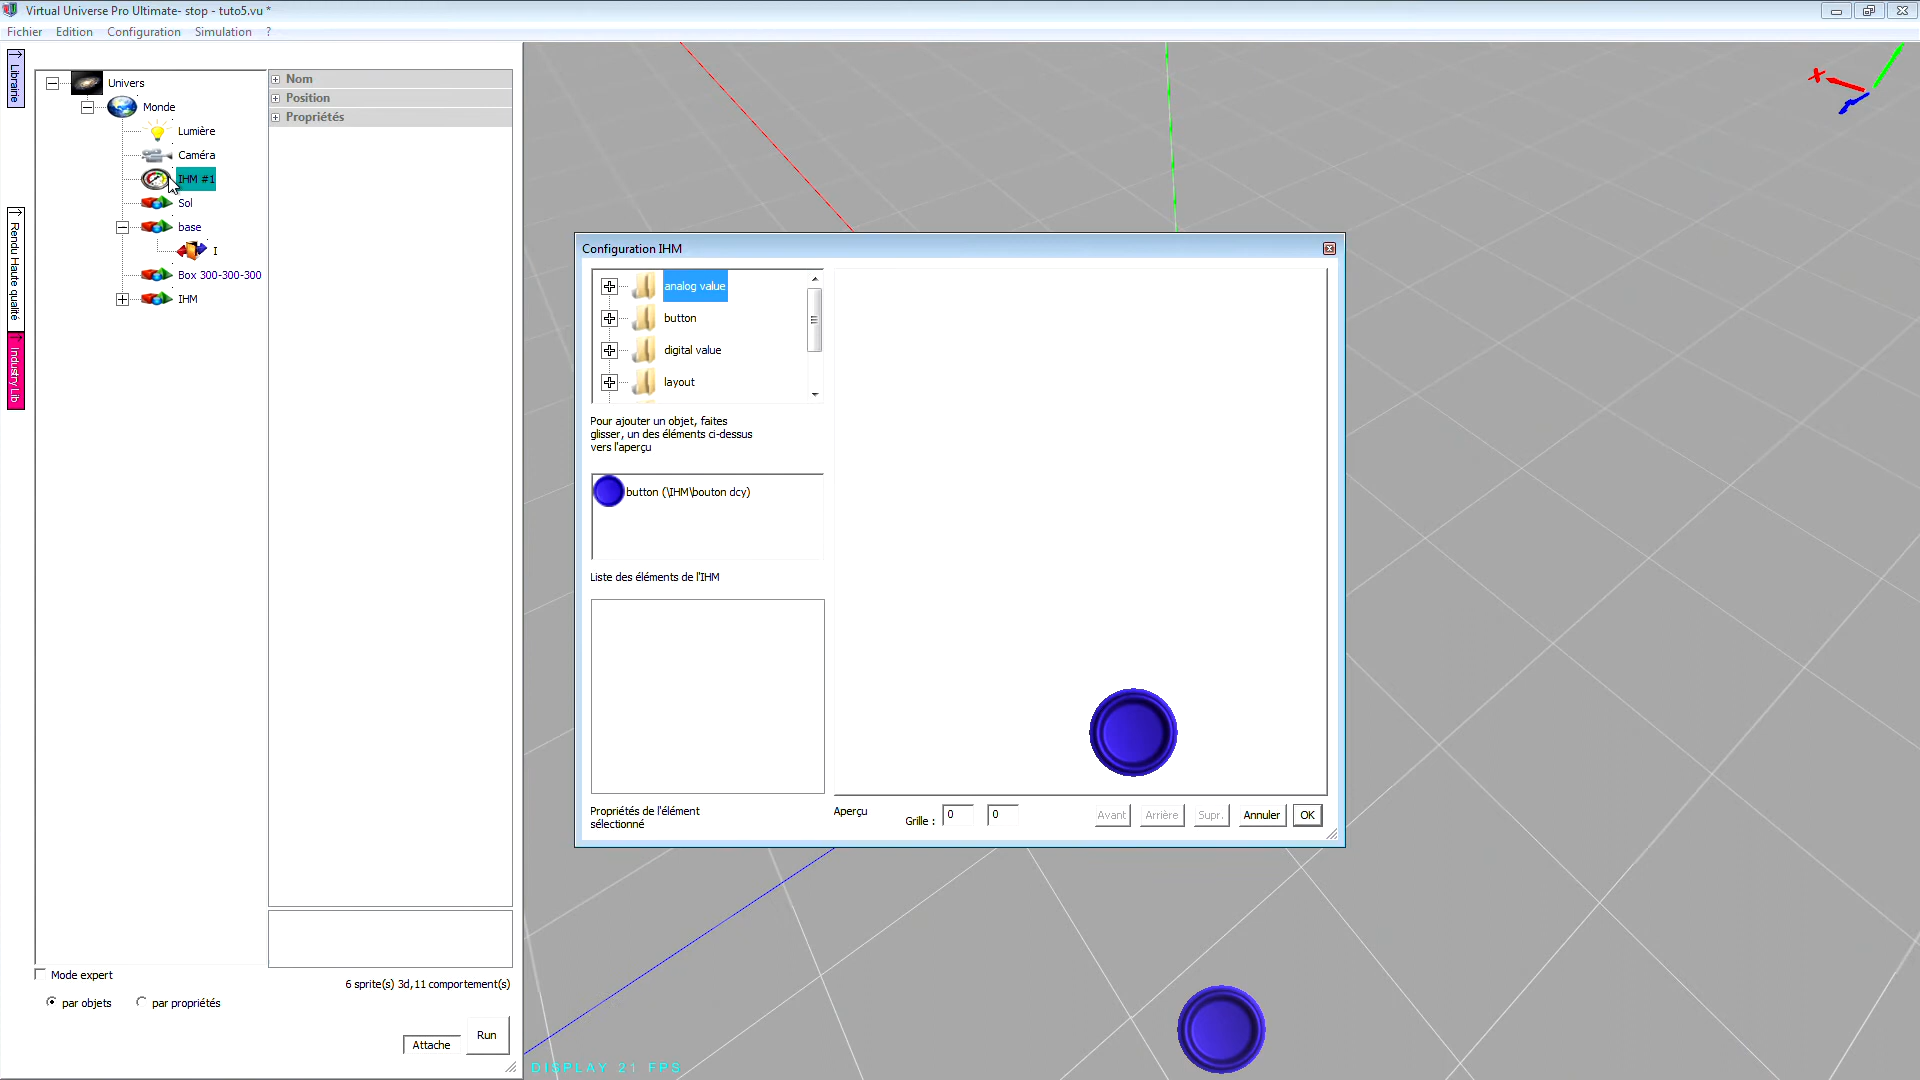 Virtual Universe Pro Ultimate- stop - tuto5.vu *
Fichier Edition Configuration Simulation ?
Librairie
Rendu Haute qualité
Industry Lib
Univers
Monde
Lumière
Caméra
IHM #1
Sol
base
I
Box 300-300-300
IHM
Nom
Position
Propriétés
Mode expert
par objets par propriétés
6 sprite(s) 3d,11 comportement(s)
Attache
Run
X
Configuration IHM
analog value
button
digital value
layout
Pour ajouter un objet, faites
glisser, un des éléments ci-dessus
vers l'aperçu
button (\IHM\bouton dcy)
Liste des éléments de l'IHM
Propriétés de l'élément
sélectionné
Aperçu
Grille : 0 0
Avant Arrière Supr. Annuler OK
DISPLAY 21 FPS